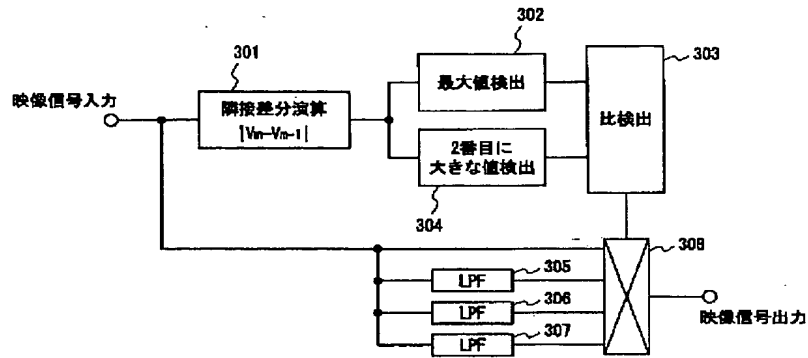 302
301
303
映像信号入力
最大値検出
隣接差分演算
|Vm-Vm-1|
比検出
2番目に
大きな値検出
304
308
LPF 305
LPF 306
映像信号出力
LPF 307